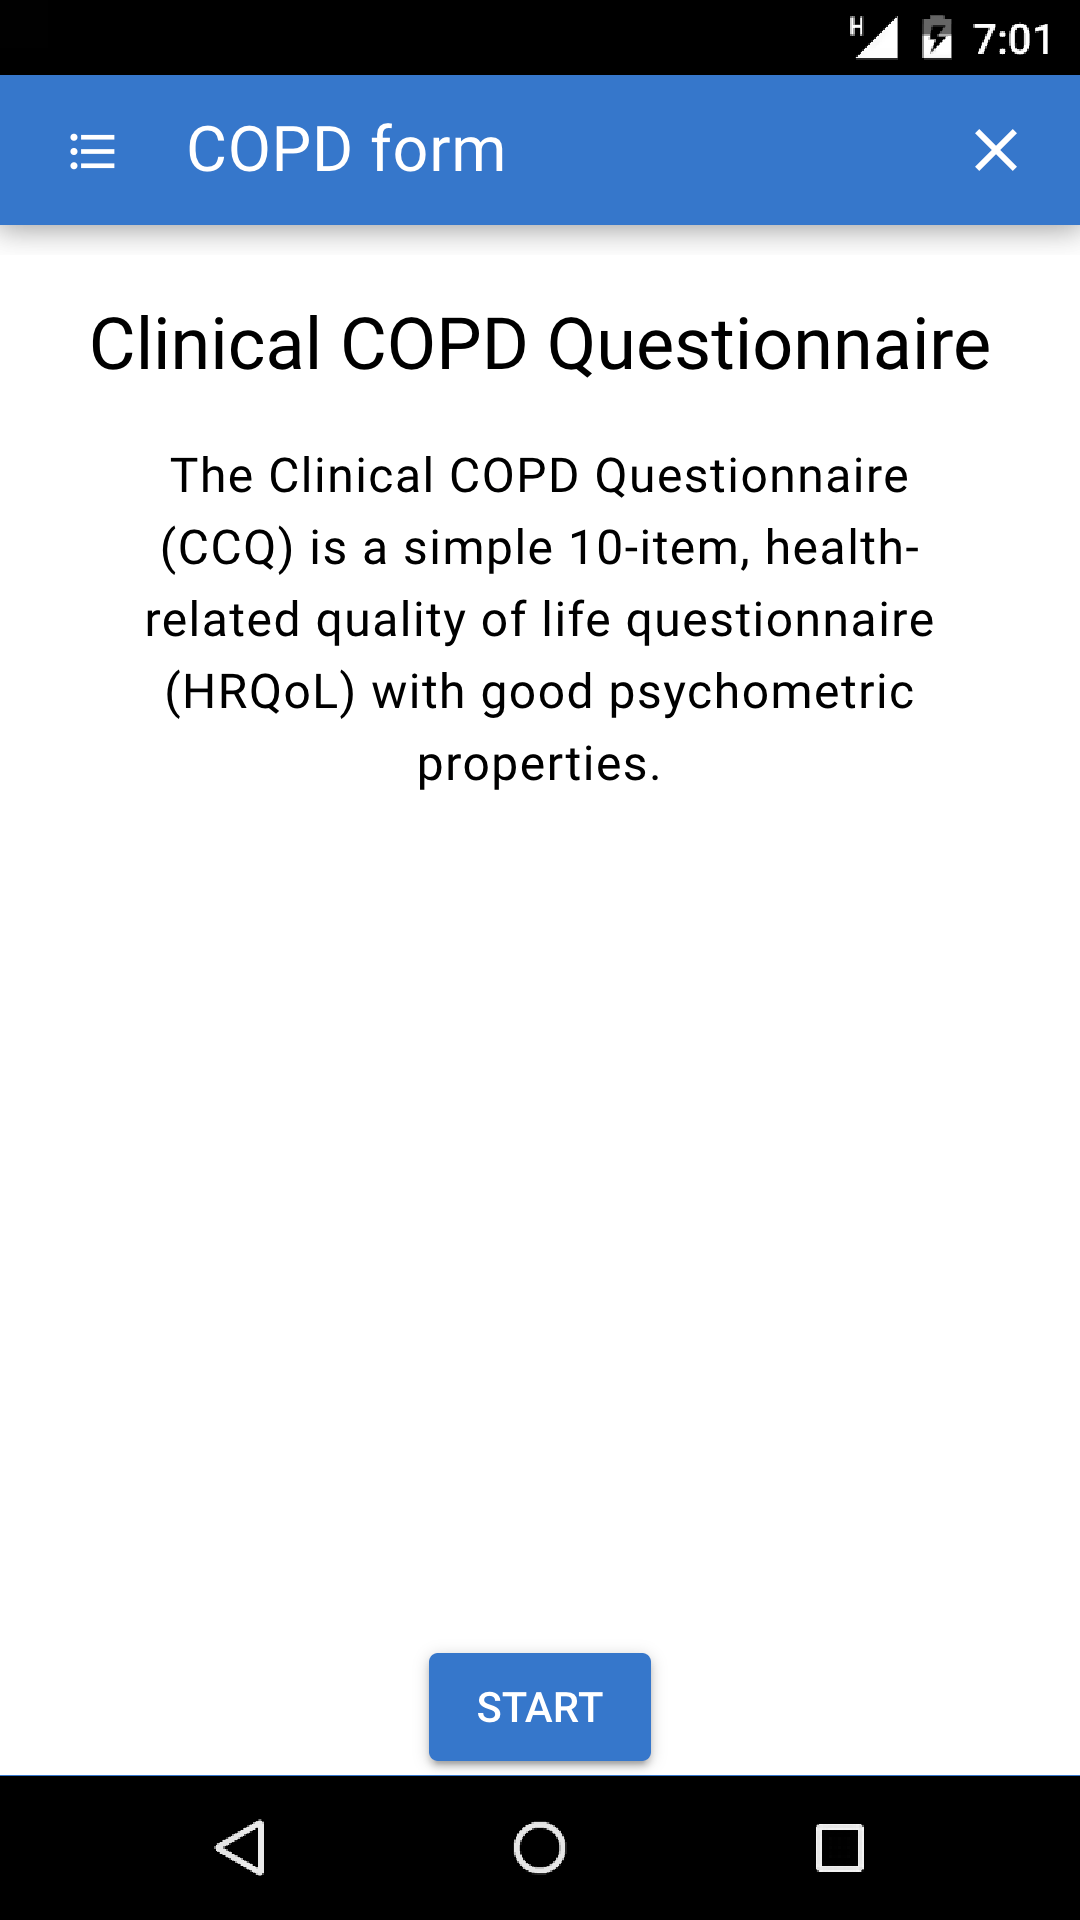 H 7:01
COPD form
Clinical COPD Questionnaire
The Clinical COPD Questionnaire
(CCQ) is a simple 10-item, health-
related quality of life questionnaire
(HRQoL) with good psychometric
properties.
START